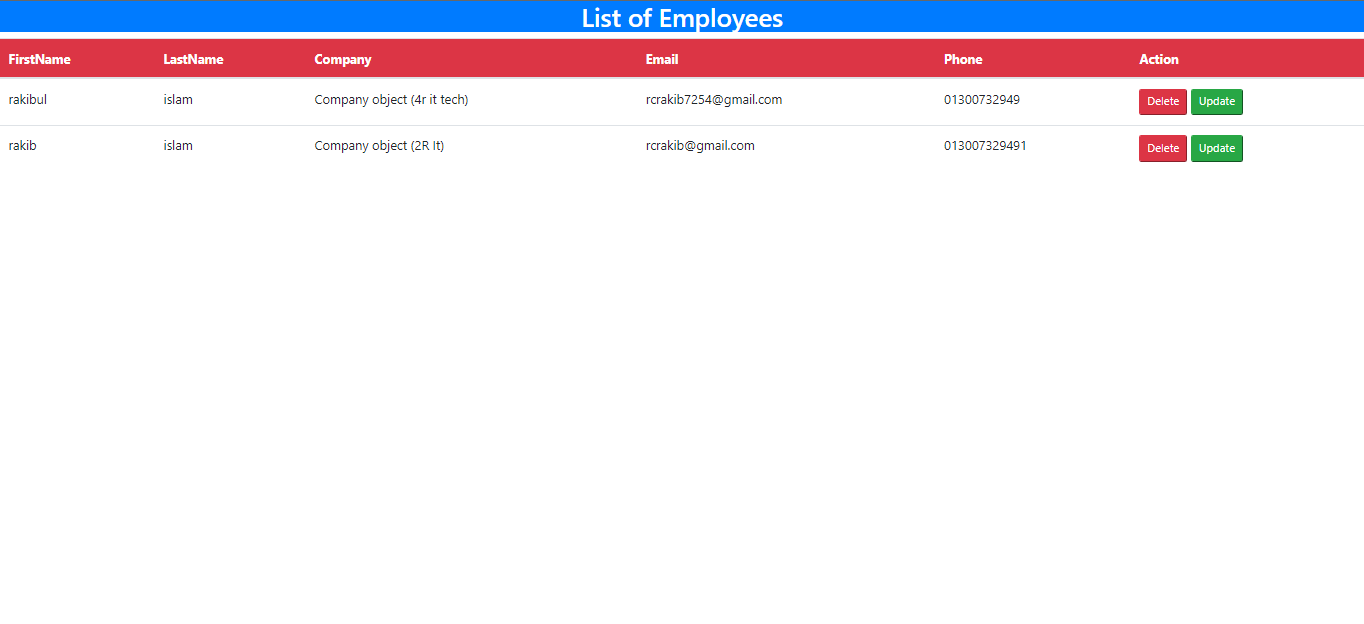 List of Employees
FirstName LastName Company Email Phone Action
rakibul islam Company object (4r it tech) rcrakib7254@gmail.com 01300732949 Delete Update
rakib islam Company object (2R It) rcrakib@gmail.com 013007329491 Delete Update